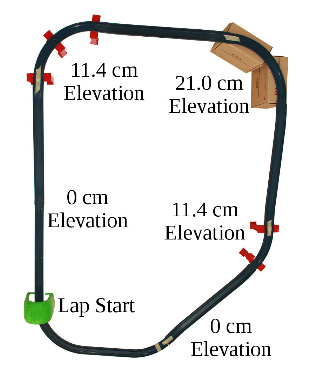 11.4 cm
Elevation
21.0 cm
Elevation
0 cm
Elevation
11.4 cm
Elevation
Lap Start
0 cm
Elevation